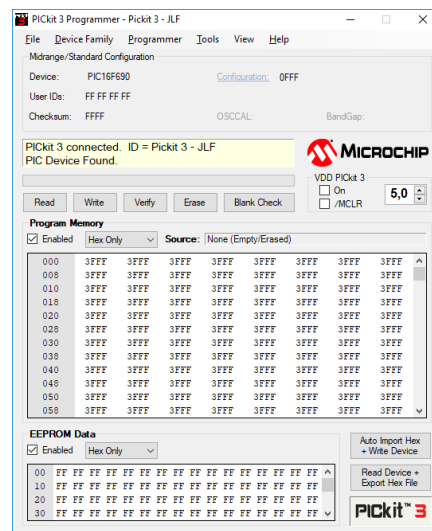 PICkit 3 Programmer - Pickit 3 - JLF
File Device Family Programmer Tools View Help
Midrange/Standard Configuration
Device: PIC16F690 Configuration: 0FFF
User IDs: FF FF FF FF
Checksum: FFFF OSCCAL: BandGap:
PICkit 3 connected. ID = Pickit 3 - JLF
PIC Device Found.
MICROCHIP
VDD PICkit 3
On
/MCLR
5,0
Read Write Verify Erase Blank Check
Program Memory
Enabled Hex Only Source: None (Empty/Erased)
000 3FFF 3FFF 3FFF 3FFF 3FFF 3FFF 3FFF 3FFF
008 3FFF 3FFF 3FFF 3FFF 3FFF 3FFF 3FFF 3FFF
010 3FFF 3FFF 3FFF 3FFF 3FFF 3FFF 3FFF 3FFF
018 3FFF 3FFF 3FFF 3FFF 3FFF 3FFF 3FFF 3FFF
020 3FFF 3FFF 3FFF 3FFF 3FFF 3FFF 3FFF 3FFF
028 3FFF 3FFF 3FFF 3FFF 3FFF 3FFF 3FFF 3FFF
030 3FFF 3FFF 3FFF 3FFF 3FFF 3FFF 3FFF 3FFF
038 3FFF 3FFF 3FFF 3FFF 3FFF 3FFF 3FFF 3FFF
040 3FFF 3FFF 3FFF 3FFF 3FFF 3FFF 3FFF 3FFF
048 3FFF 3FFF 3FFF 3FFF 3FFF 3FFF 3FFF 3FFF
050 3FFF 3FFF 3FFF 3FFF 3FFF 3FFF 3FFF 3FFF
058 3FFF 3FFF 3FFF 3FFF 3FFF 3FFF 3FFF 3FFF
EEPROM Data
Enabled Hex Only
00 FF FF FF FF FF FF FF FF FF FF FF FF FF FF FF FF
10 FF FF FF FF FF FF FF FF FF FF FF FF FF FF FF FF
20 FF FF FF FF FF FF FF FF FF FF FF FF FF FF FF FF
30 FF FF FF FF FF FF FF FF FF FF FF FF FF FF FF FF
Auto Import Hex
+ Write Device
Read Device +
Export Hex File
PICkit™ 3